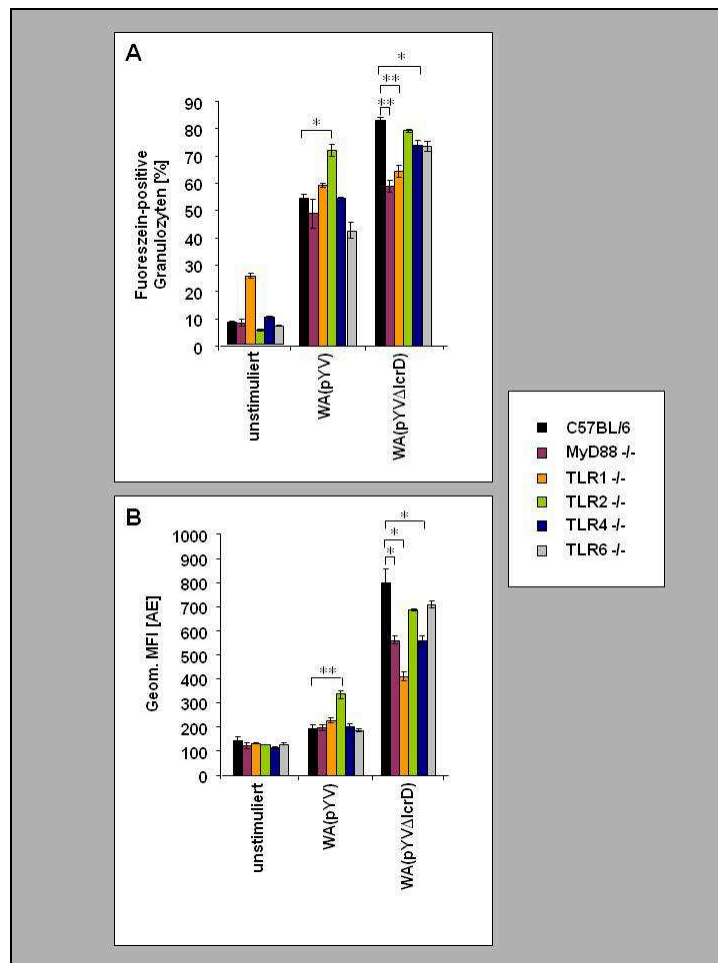 A
*
**
**
*
90
80
70
60
50
40
30
20
10
0
Fuoreszein-positive
Granulozyten [%]
unstimuliert
WA(pYV)
WA(pYVΔlcrD)
C57BL/6
MyD88 -/-
TLR1 -/-
TLR2 -/-
TLR4 -/-
TLR6 -/-
B
*
*
*
**
1000
900
800
700
600
500
400
300
200
100
0
Geom. MFI [AE]
unstimuliert
WA(pYV)
WA(pYVΔlcrD)